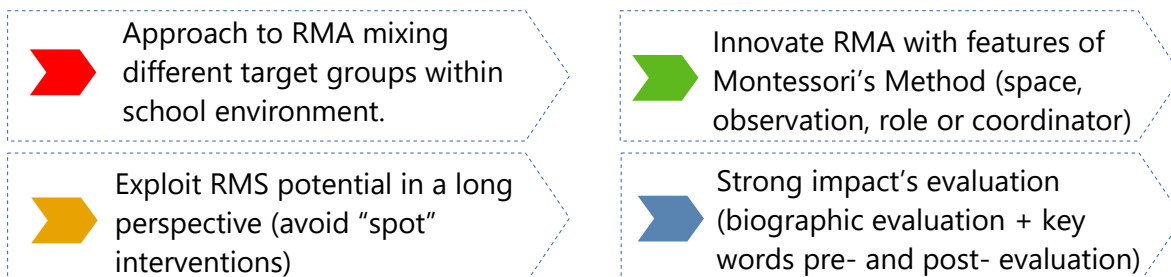 Approach to RMA mixing
different target groups within
school environment.
Innovate RMA with features of
Montessori’s Method (space,
observation, role or coordinator)
Exploit RMS potential in a long
perspective (avoid “spot”
interventions)
Strong impact’s evaluation
(biographic evaluation + key
words pre- and post- evaluation)